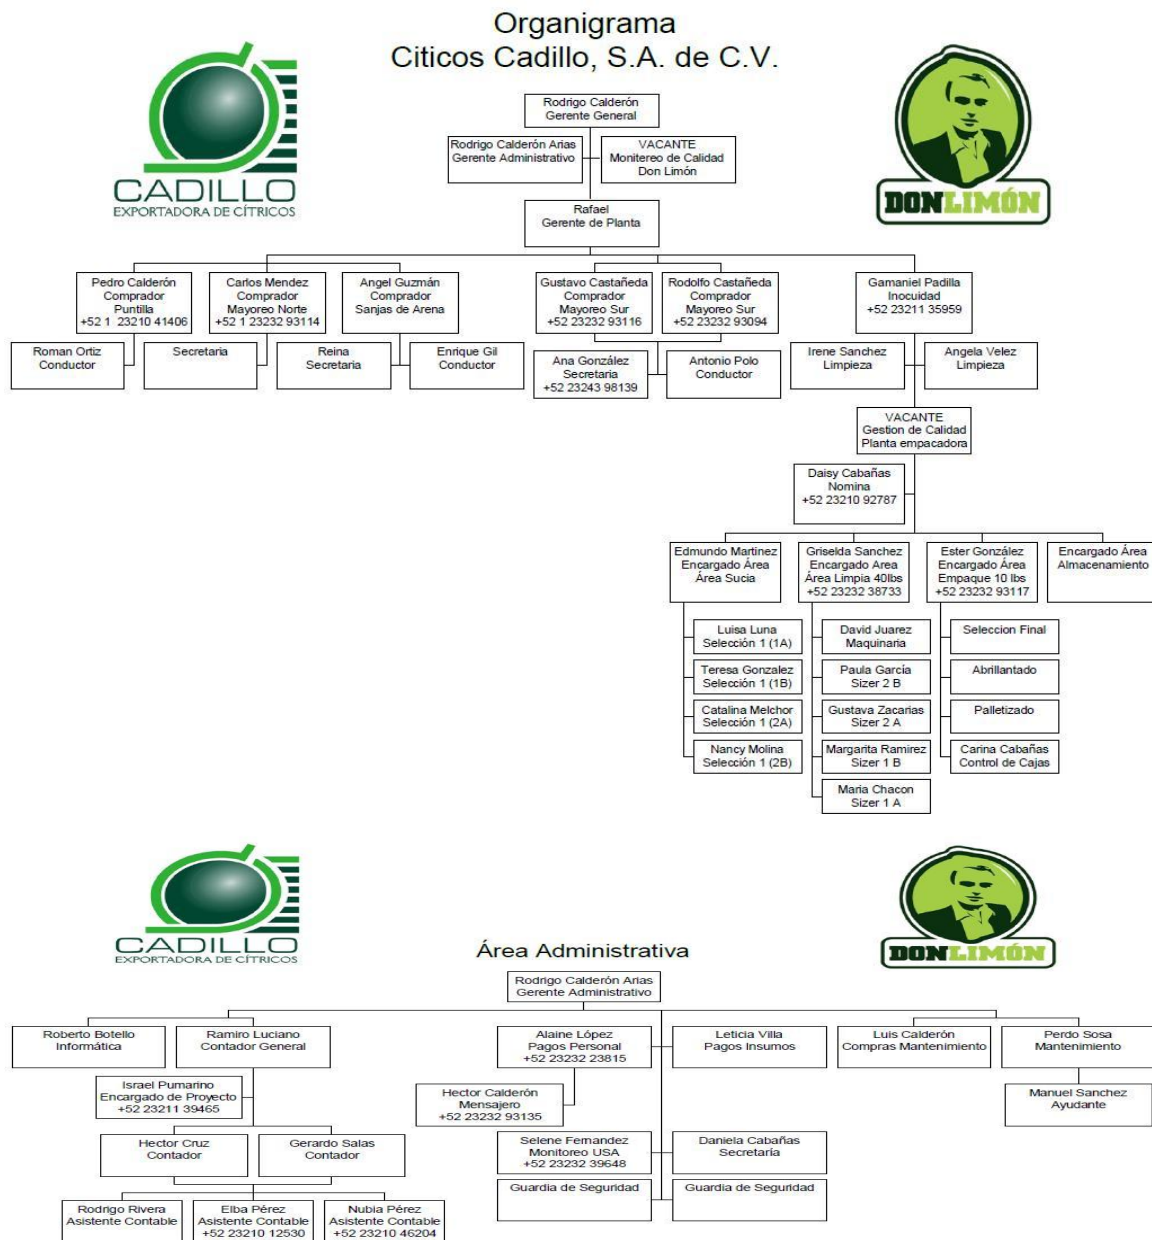 Organigrama
Citicos Cadillo, S.A. de C.V.
CADILLO
EXPORTADORA DE CÍTRICOS
DONLIMÓN
Rodrigo Calderón
Gerente General
Rodrigo Calderón Arias
Gerente Administrativo
VACANTE
Monitereo de Calidad
Don Limón
Rafael
Gerente de Planta
Pedro Calderón
Comprador
Puntilla
+52 1 23210 41406
Carlos Mendez
Comprador
Mayoreo Norte
+52 1 23232 93114
Angel Guzmán
Comprador
Sanjas de Arena
Gustavo Castañeda
Comprador
Mayoreo Sur
+52 23232 93116
Rodolfo Castañeda
Comprador
Mayoreo Sur
+52 23232 93094
Gamaniel Padilla
Inocuidad
+52 23211 35959
Roman Ortiz
Conductor
Secretaria
Reina
Secretaria
Enrique Gil
Conductor
Ana González
Secretaria
+52 23243 98139
Antonio Polo
Conductor
Irene Sanchez
Limpieza
Angela Velez
Limpieza
VACANTE
Gestion de Calidad
Planta empacadora
Daisy Cabañas
Nomina
+52 23210 92787
Edmundo Martinez
Encargado Área
Área Sucia
Griselda Sanchez
Encargado Area
Área Limpia 40lbs
+52 23232 38733
Ester González
Encargado Área
Empaque 10 lbs
+52 23232 93117
Encargado Área
Almacenamiento
Luisa Luna
Selección 1 (1A)
Teresa Gonzalez
Selección 1 (1B)
Catalina Melchor
Selección 1 (2A)
Nancy Molina
Selección 1 (2B)
David Juarez
Maquinaria
Paula García
Sizer 2 B
Gustava Zacarias
Sizer 2 A
Margarita Ramirez
Sizer 1 B
Maria Chacon
Sizer 1 A
Seleccion Final
Abrillantado
Palletizado
Carina Cabañas
Control de Cajas
CADILLO
EXPORTADORA DE CÍTRICOS
DONLIMÓN
Área Administrativa
Rodrigo Calderón Arias
Gerente Administrativo
Roberto Botello
Informática
Ramiro Luciano
Contador General
Alaine López
Pagos Personal
+52 23232 23815
Leticia Villa
Pagos Insumos
Luis Calderón
Compras Mantenimiento
Perdo Sosa
Mantenimiento
Israel Pumarino
Encargado de Proyecto
+52 23211 39465
Hector Calderón
Mensajero
+52 23232 93135
Manuel Sanchez
Ayudante
Hector Cruz
Contador
Gerardo Salas
Contador
Selene Fernandez
Monitoreo USA
+52 23232 39648
Daniela Cabañas
Secretaría
Rodrigo Rivera
Asistente Contable
Elba Pérez
Asistente Contable
+52 23210 12530
Nubia Pérez
Asistente Contable
+52 23210 46204
Guardia de Seguridad
Guardia de Seguridad